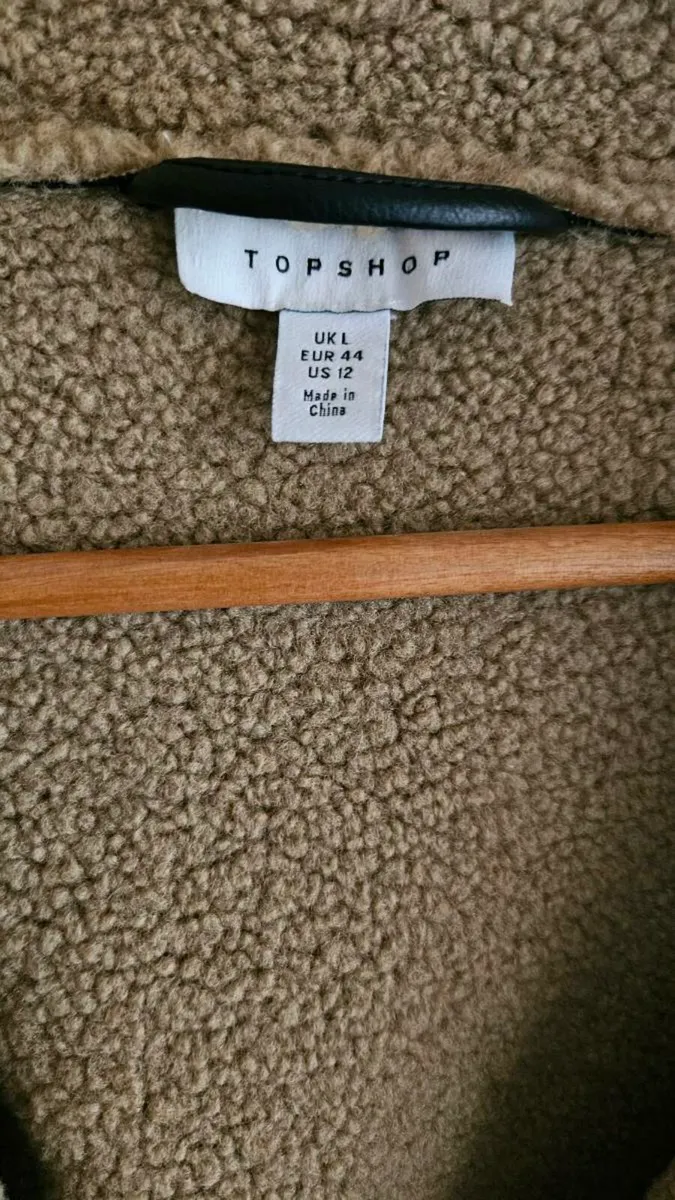 TOPSHOP
UK L
EUR 44
US 12
Made in
China